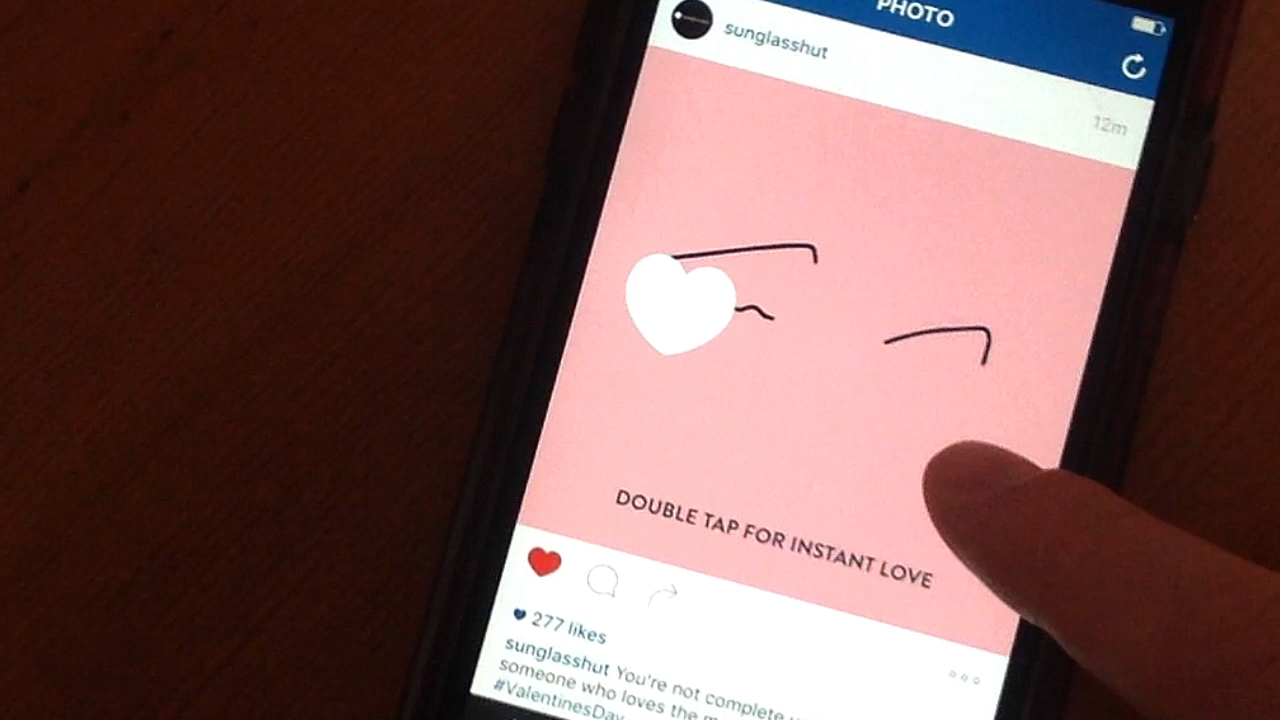 PHOTO
sunglasshut
12m
DOUBLE TAP FOR INSTANT LOVE
277 likes
sunglasshut You're not complete
someone who loves the
#ValentinesDay